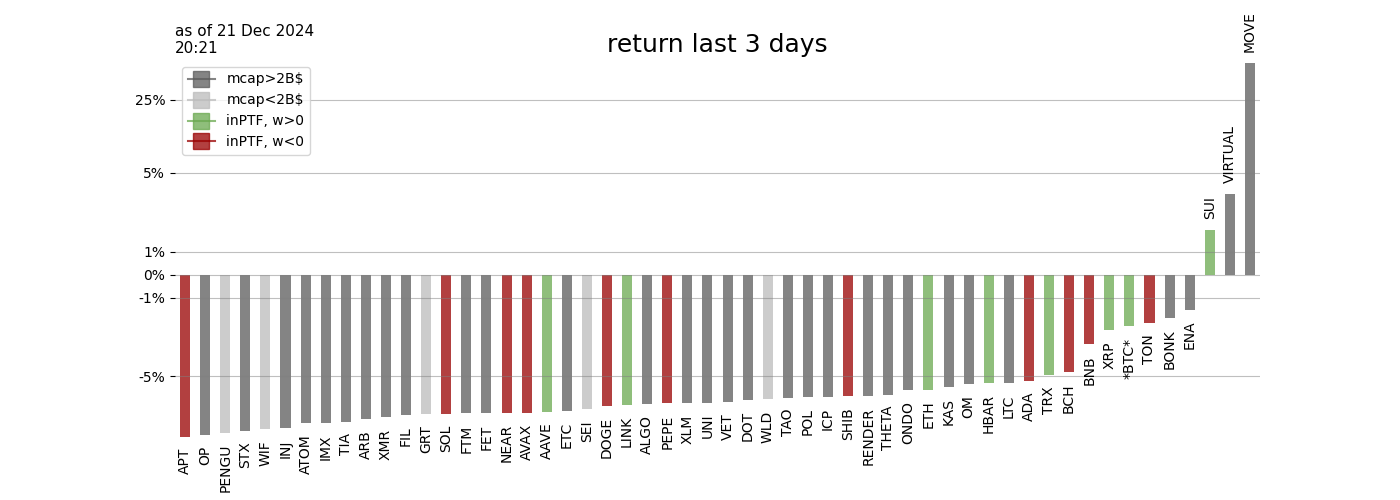 as of 21 Dec 2024
20:21
return last 3 days
mcap>2B$
mcap<2B$
inPTF, w>0
inPTF, w<0
25%
5%
1%
0%
-1%
-5%
APT
OP
PENGU
STX
WIF
INJ
ATOM
IMX
TIA
ARB
XMR
FIL
GRT
SOL
FTM
FET
NEAR
AVAX
AAVE
ETC
SEI
DOGE
LINK
ALGO
PEPE
XLM
UNI
VET
DOT
WLD
TAO
POL
ICP
SHIB
RENDER
THETA
ONDO
ETH
KAS
OM
HBAR
LTC
ADA
TRX
BCH
BNB
XRP
*BTC*
TON
BONK
ENA
SUI
VIRTUAL
MOVE